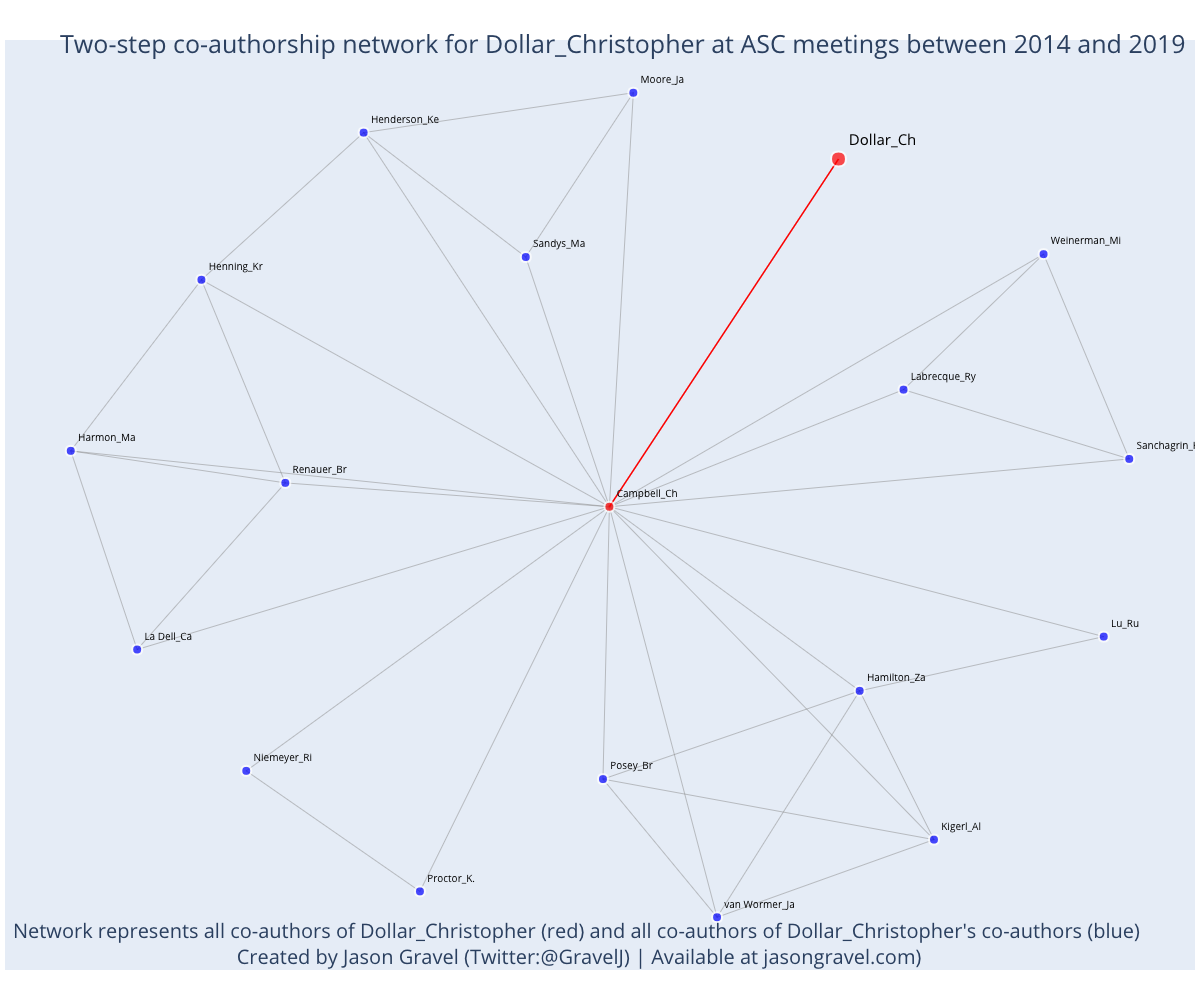 Two-step co-authorship network for Dollar_Christopher at ASC meetings between 2014 and 2019
Moore_Ja
Henderson_Ke
Dollar_Ch
Sandys_Ma
Weinerman_Mi
Henning_Kr
Labrecque_Ry
Harmon_Ma
Sanchagrin_
Renauer_Br
Campbell_Ch
Lu_Ru
La Dell_Ca
Hamilton_Za
Niemeyer_Ri
Posey_Br
Kigerl_Al
Proctor_K.
van Wormer_Ja
Network represents all co-authors of Dollar_Christopher (red) and all co-authors of Dollar_Christopher's co-authors (blue)
Created by Jason Gravel (Twitter:@GravelJ) | Available at jasongravel.com)